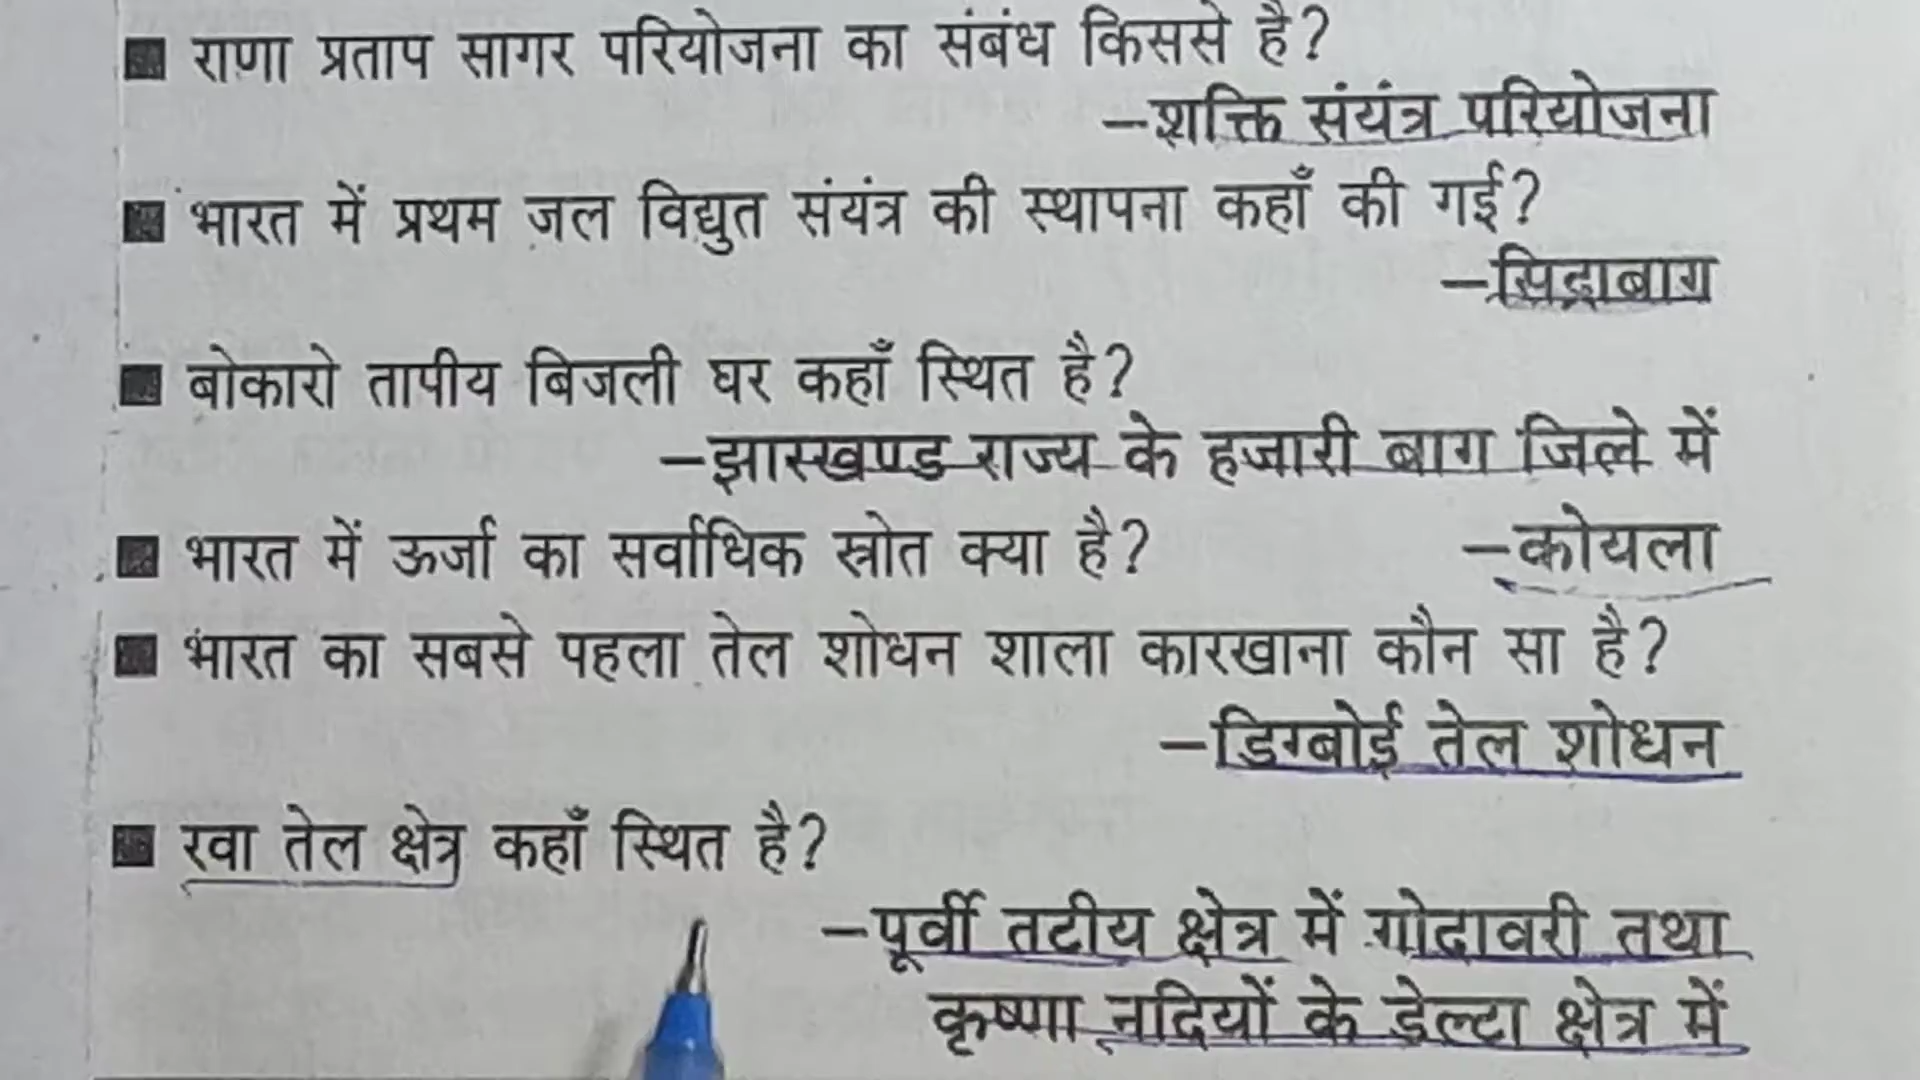 ■ राणा प्रताप सागर परियोजना का संबंध किससे है?
–शक्ति संयंत्र परियोजना
■ भारत में प्रथम जल विद्युत संयंत्र की स्थापना कहाँ की गई?
–सिद्राबाग
■ बोकारो तापीय बिजली घर कहाँ स्थित है?
–झारखण्ड राज्य के हजारी बाग जिले में
■ भारत में ऊर्जा का सर्वाधिक स्रोत क्या है? –कोयला
■ भारत का सबसे पहला तेल शोधन शाला कारखाना कौन सा है?
–डिग्बोई तेल शोधन
■ रवा तेल क्षेत्र कहाँ स्थित है?
–पूर्वी तटीय क्षेत्र में गोदावरी तथा
कृष्णा नदियों के डेल्टा क्षेत्र में